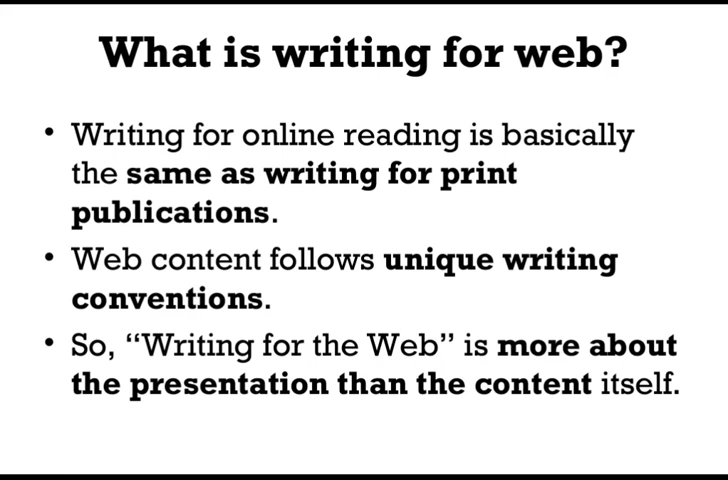 What is writing for web?
• Writing for online reading is basically
the same as writing for print
publications.
• Web content follows unique writing
conventions.
• So, “Writing for the Web” is more about
the presentation than the content itself.